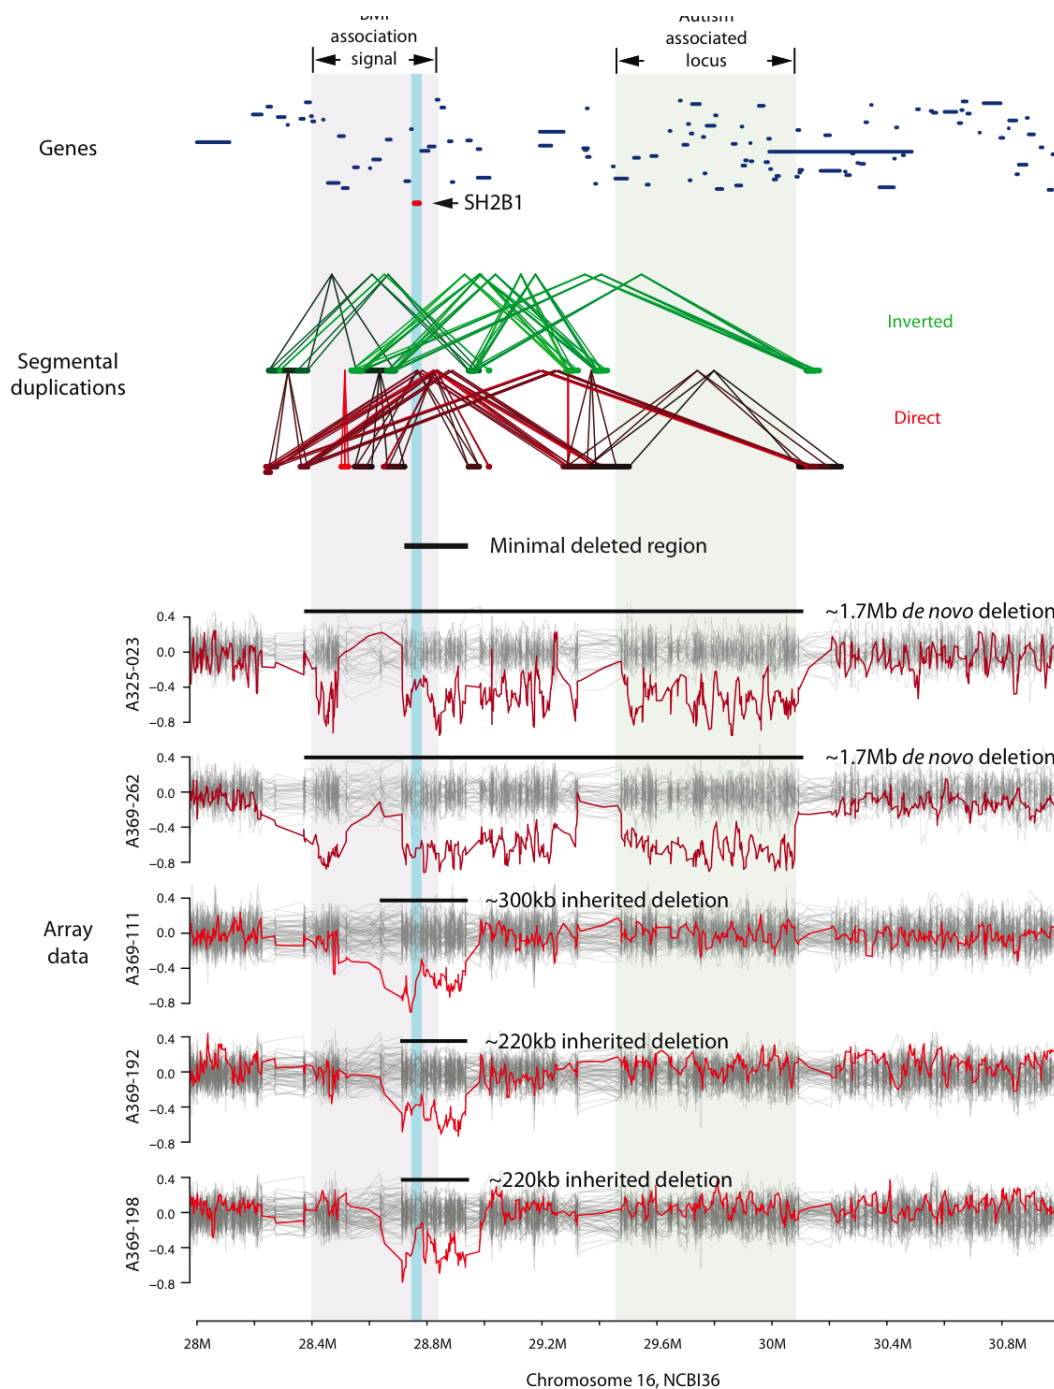 association
signal
associated
locus
Genes
SH2B1
Segmental
duplications
Inverted
Direct
Minimal deleted region
~1.7Mb de novo deletion
A325-023
0.4
0.0
−0.4
−0.8
~1.7Mb de novo deletion
A369-262
0.4
0.0
−0.4
−0.8
Array
data
~300kb inherited deletion
A369-111
0.4
0.0
−0.4
−0.8
~220kb inherited deletion
A369-192
0.4
0.0
−0.4
−0.8
~220kb inherited deletion
A369-198
0.4
0.0
−0.4
−0.8
28M 28.4M 28.8M 29.2M 29.6M 30M 30.4M 30.8M
Chromosome 16, NCBI36